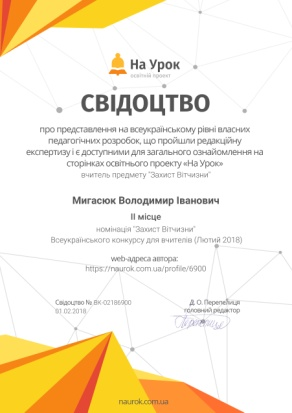 На Урок
освітній проект
СВІДОЦТВО
про представлення на всеукраїнському рівні власних
педагогічних розробок, що пройшли редакційну
експертизу і є доступними для загального ознайомлення на
сторінках освітнього проекту «На Урок»
вчитель предмету "Захист Вітчизни"
Мигасюк Володимир Іванович
ІІ місце
номінація "Захист Вітчизни"
Всеукраїнського конкурсу для вчителів (Лютий 2018)
web-адреса автора:
https://naurok.com.ua/profile/6900
Свідоцтво № ВК-02186900
01.02.2018
Д. О. Перепелиця
головний редактор
naurok.com.ua